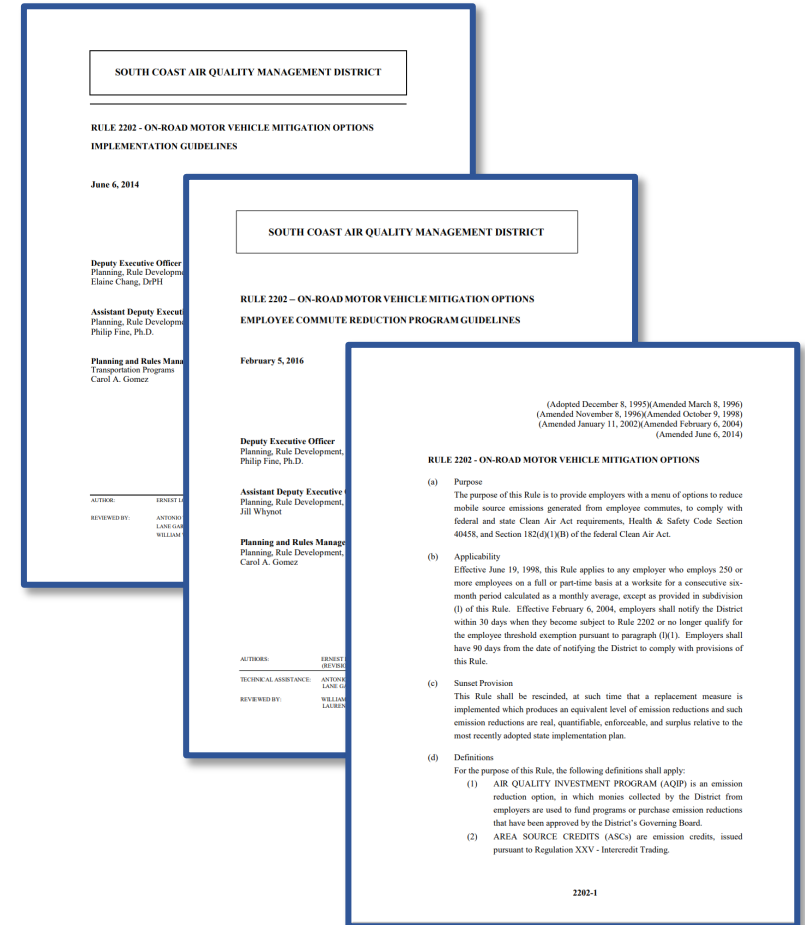 SOUTH COAST AIR QUALITY MANAGEMENT DISTRICT
RULE 2202 - ON-ROAD MOTOR VEHICLE MITIGATION OPTIONS
IMPLEMENTATION GUIDELINES
June 6, 2014
Deputy Executive Officer
Planning, Rule
Elaine Chang, DrPH
Assistant Deputy
Planning, Rule
Philip Fine, Ph.D.
Planning and Rules
Transportation Programs
Carol A. Gomez
AUTHOR: ERNEST
REVIEWED BY: ANTONIO
LANE
WILLIAM
SOUTH COAST AIR QUALITY MANAGEMENT DISTRICT
RULE 2202 – ON-ROAD MOTOR VEHICLE MITIGATION OPTIONS
EMPLOYEE COMMUTE REDUCTION PROGRAM GUIDELINES
February 5, 2016
Deputy Executive Officer
Planning, Rule Development,
Philip Fine, Ph.D.
Assistant Deputy Executive
Planning, Rule Development,
Jill Whynot
Planning and Rules
Planning, Rule Development,
Carol A. Gomez
AUTHORS: ERNEST
TECHNICAL ASSISTANCE:
LANE
REVIEWED BY:
(Adopted December 8, 1995)(Amended March 8, 1996)
(Amended November 8, 1996)(Amended October 9, 1998)
(Amended January 11, 2002)(Amended February 6, 2004)
(Amended June 6, 2014)
RULE 2202 - ON-ROAD MOTOR VEHICLE MITIGATION OPTIONS
(a) Purpose
The purpose of this Rule is to provide employers with a menu of options to reduce
mobile source emissions generated from employee commutes, to comply with
federal and state Clean Air Act requirements, Health & Safety Code Section
40458, and Section 182(d)(1)(B) of the federal Clean Air Act.
(b) Applicability
Effective June 19, 1998, this Rule applies to any employer who employs 250 or
more employees on a full or part-time basis at a worksite for a consecutive six-
month period calculated as a monthly average, except as provided in subdivision
(l) of this Rule. Effective February 6, 2004, employers shall notify the District
within 30 days when they become subject to Rule 2202 or no longer qualify for
the employee threshold exemption pursuant to paragraph (l)(1). Employers shall
have 90 days from the date of notifying the District to comply with provisions of
this Rule.
(c) Sunset Provision
This Rule shall be rescinded, at such time that a replacement measure is
implemented which produces an equivalent level of emission reductions and such
emission reductions are real, quantifiable, enforceable, and surplus relative to the
most recently adopted state implementation plan.
(d) Definitions
For the purpose of this Rule, the following definitions shall apply:
(1) AIR QUALITY INVESTMENT PROGRAM (AQIP) is an emission
reduction option, in which monies collected by the District from
employers are used to fund programs or purchase emission reductions
that have been approved by the District's Governing Board.
(2) AREA SOURCE CREDITS (ASCs) are emission credits, issued
pursuant to Regulation XXV - Intercredit Trading.
2202-1